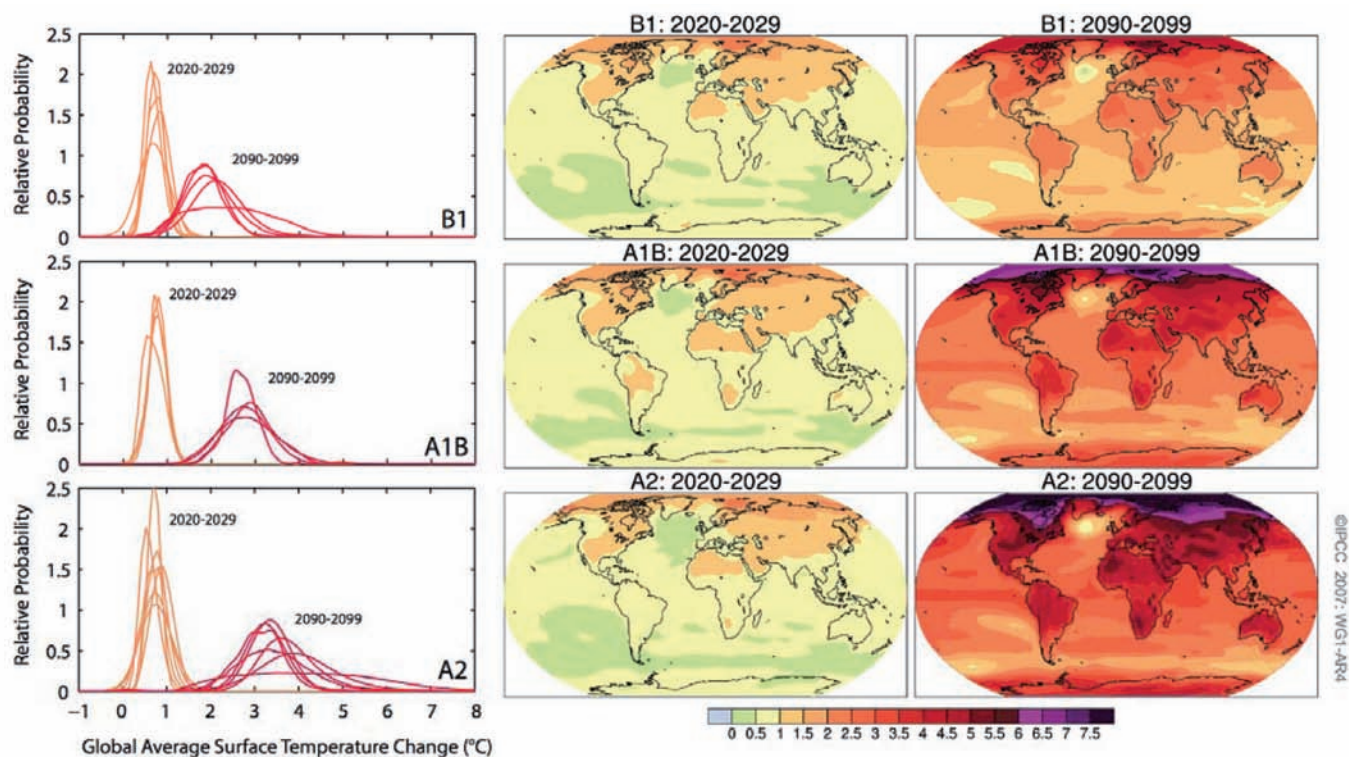 B1: 2020-2029
B1: 2090-2099
2.5
2
1.5
1
0.5
0
Relative Probability
2020-2029
2090-2099
B1
A1B: 2020-2029
A1B: 2090-2099
2.5
2
1.5
1
0.5
0
Relative Probability
2020-2029
2090-2099
A1B
A2: 2020-2029
A2: 2090-2099
2.5
2
1.5
1
0.5
0
Relative Probability
2020-2029
2090-2099
A2
−1 0 1 2 3 4 5 6 7 8
Global Average Surface Temperature Change (°C)
0 0.5 1 1.5 2 2.5 3 3.5 4 4.5 5 5.5 6 6.5 7 7.5
©IPCC 2007: WG1-AR4